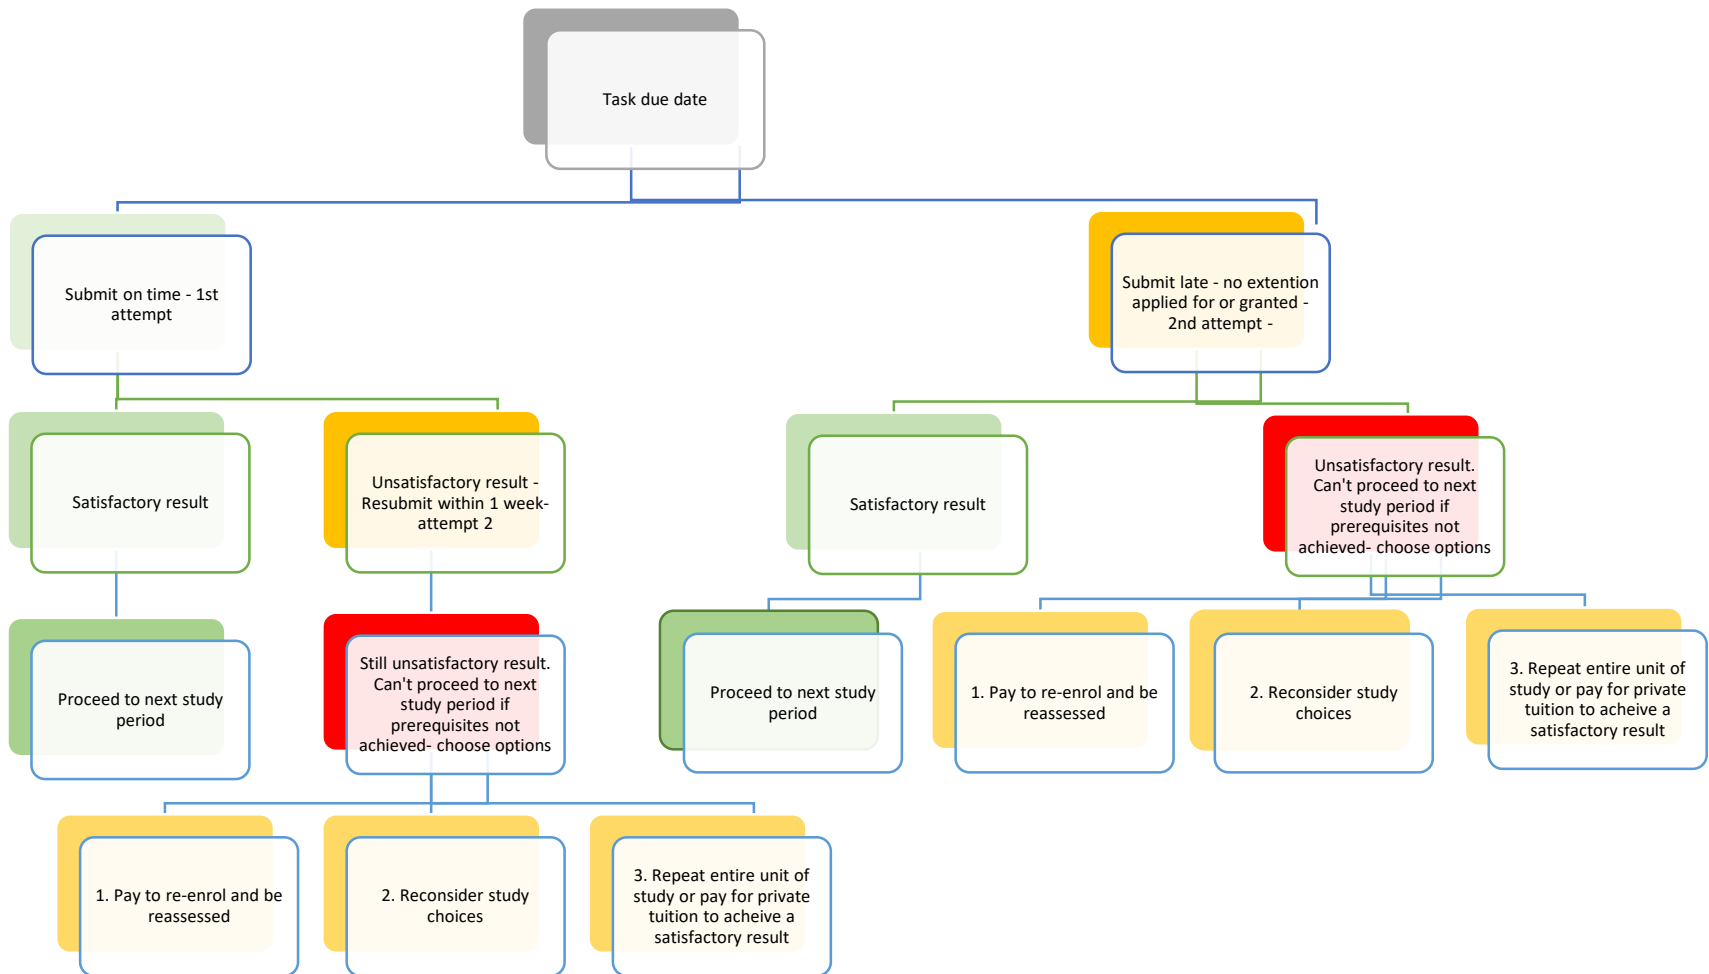 Task due date
Submit on time - 1st
attempt
Submit late - no extention
applied for or granted -
2nd attempt -
Satisfactory result
Unsatisfactory result -
Resubmit within 1 week-
attempt 2
Satisfactory result
Unsatisfactory result.
Can't proceed to next
study period if
prerequisites not
achieved- choose options
Proceed to next study
period
Still unsatisfactory result.
Can't proceed to next
study period if
prerequisites not
achieved- choose options
Proceed to next study
period
1. Pay to re-enrol and be
reassessed
2. Reconsider study
choices
3. Repeat entire unit of
study or pay for private
tuition to acheive a
satisfactory result
1. Pay to re-enrol and be
reassessed
2. Reconsider study
choices
3. Repeat entire unit of
study or pay for private
tuition to acheive a
satisfactory result